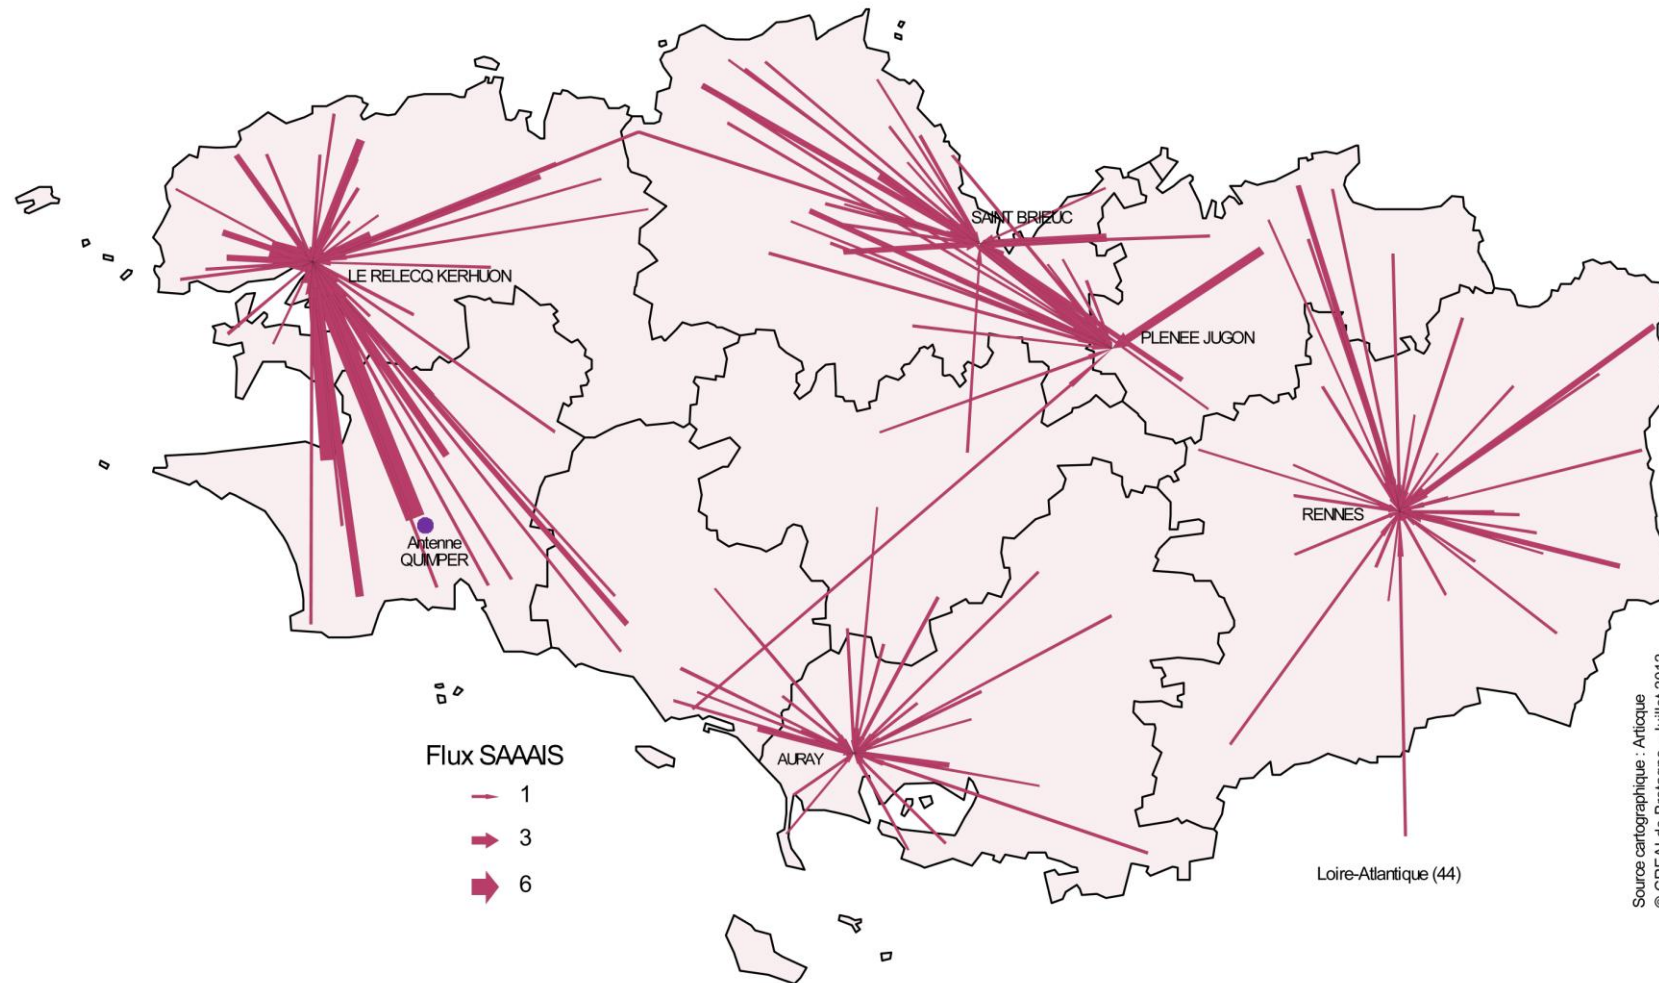 SAINT BRIEUC
LE RELECQ KERHUON
PLENEE JUGON
RENNES
Antenne
QUIMPER
AURAY
Flux SAAAIS
1
3
6
Loire-Atlantique (44)
Source cartographique : Articque